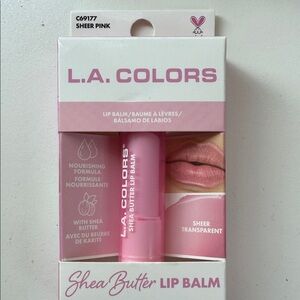 C69177
SHEER PINK
L.A. COLORS
LIP BALM/BAUME À LÈVRES/
BÁLSAMO DE LABIOS
NOURISHING
FORMULA
FORMULE
NOURRISSANTE
WITH SHEA
BUTTER
AVEC DU BEURRE
DE KARITÉ
L.A. COLORS
SHEA BUTTER LIP BALM
SHEER
TRANSPARENT
Shea Butter LIP BALM